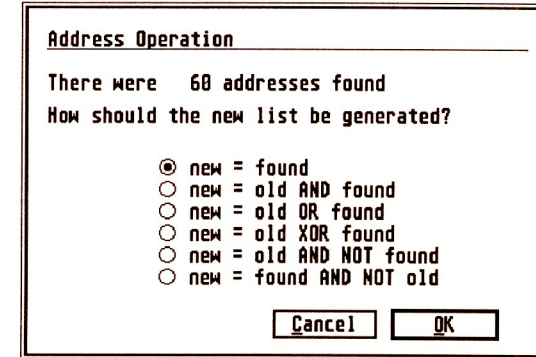 Address Operation
There were 60 addresses found
How should the new list be generated?
new = found
new = old AND found
new = old OR found
new = old XOR found
new = old AND NOT found
new = found AND NOT old
Cancel OK